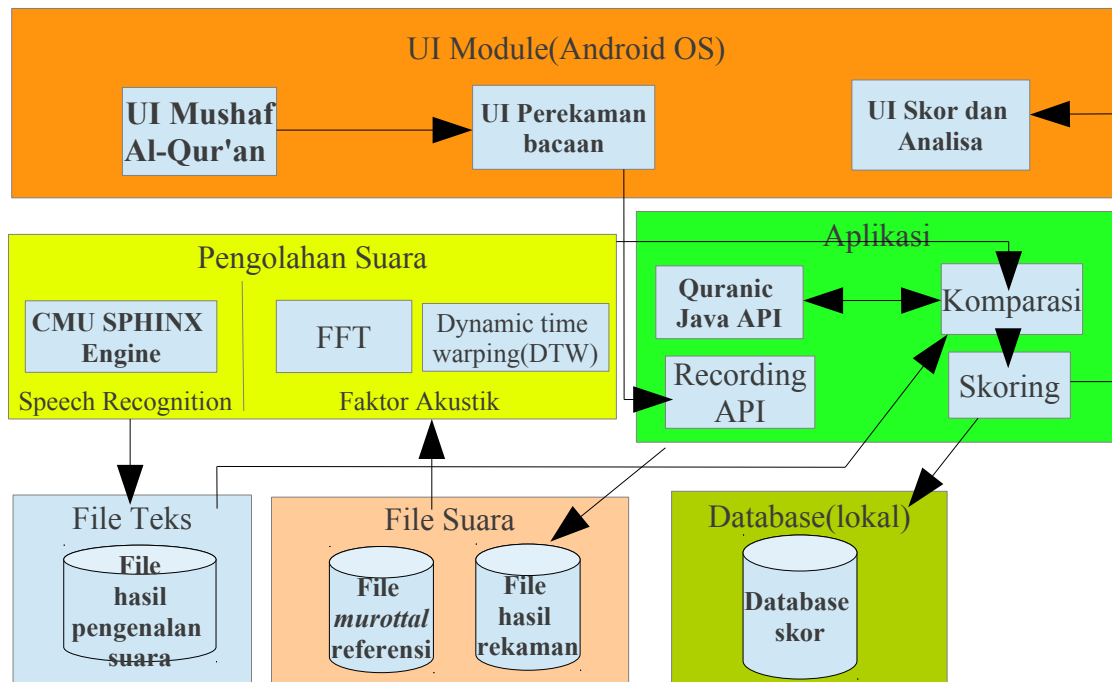 UI Module(Android OS)
UI Mushaf
Al-Qur'an
UI Perekaman
bacaan
UI Skor dan
Analisa
Pengolahan Suara
CMU SPHINX
Engine
FFT
Dynamic time
warping(DTW)
Speech Recognition
Faktor Akustik
Aplikasi
Quranic
Java API
Komparasi
Recording
API
Skoring
File Teks
File
hasil
pengenalan
suara
File Suara
File
murottal
referensi
File
hasil
rekaman
Database(lokal)
Database
skor